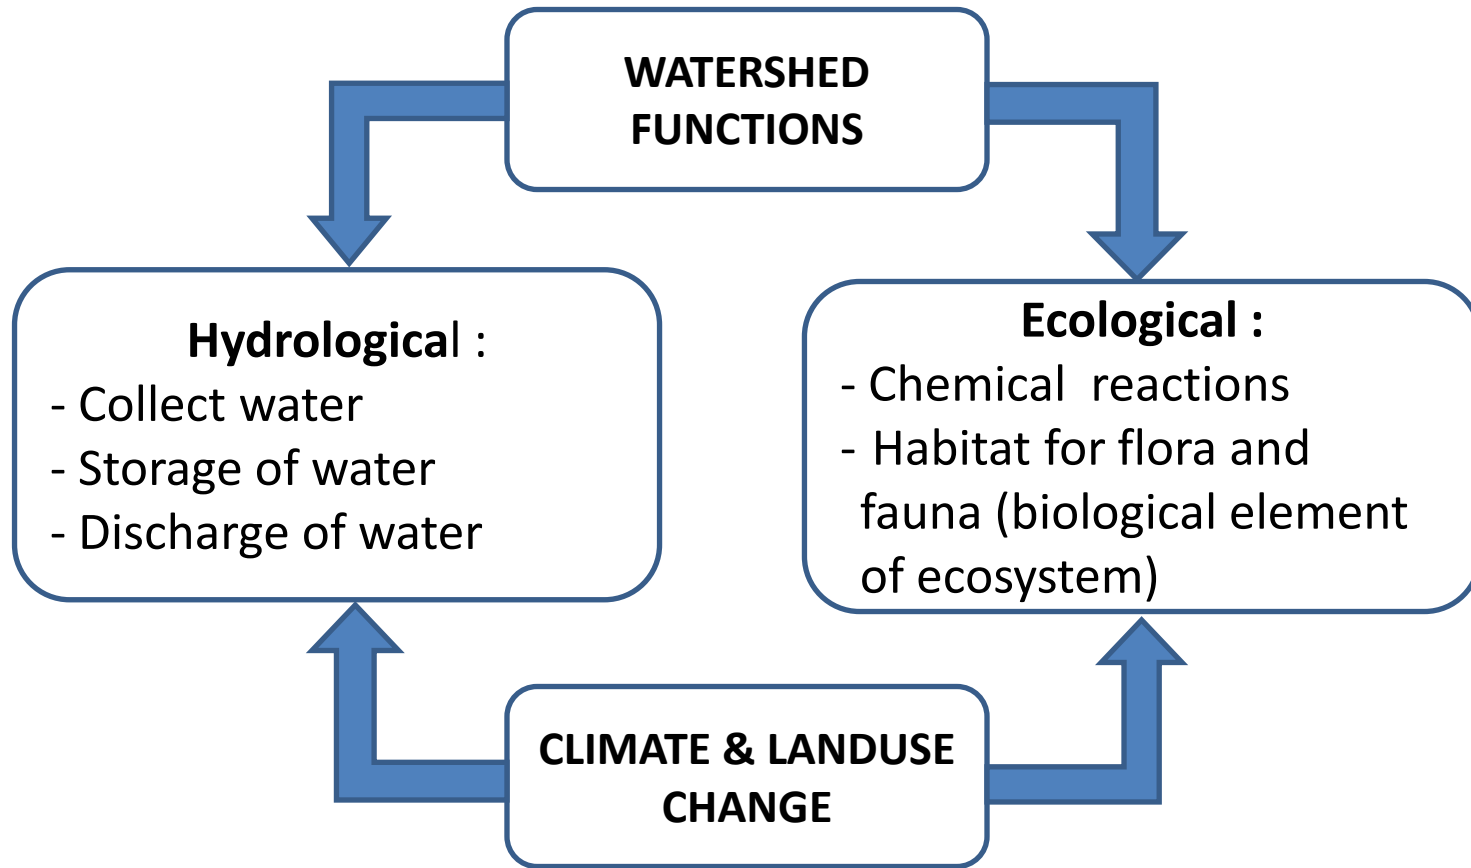 WATERSHED
FUNCTIONS
Hydrological :
- Collect water
- Storage of water
- Discharge of water
Ecological :
- Chemical  reactions
- Habitat for flora and
fauna (biological element
of ecosystem)
CLIMATE & LANDUSE
CHANGE